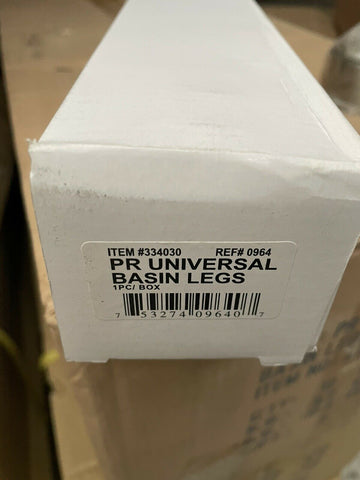 ITEM #334030 REF# 0964
PR UNIVERSAL
BASIN LEGS
1PC/ BOX
7 53274 09640 7